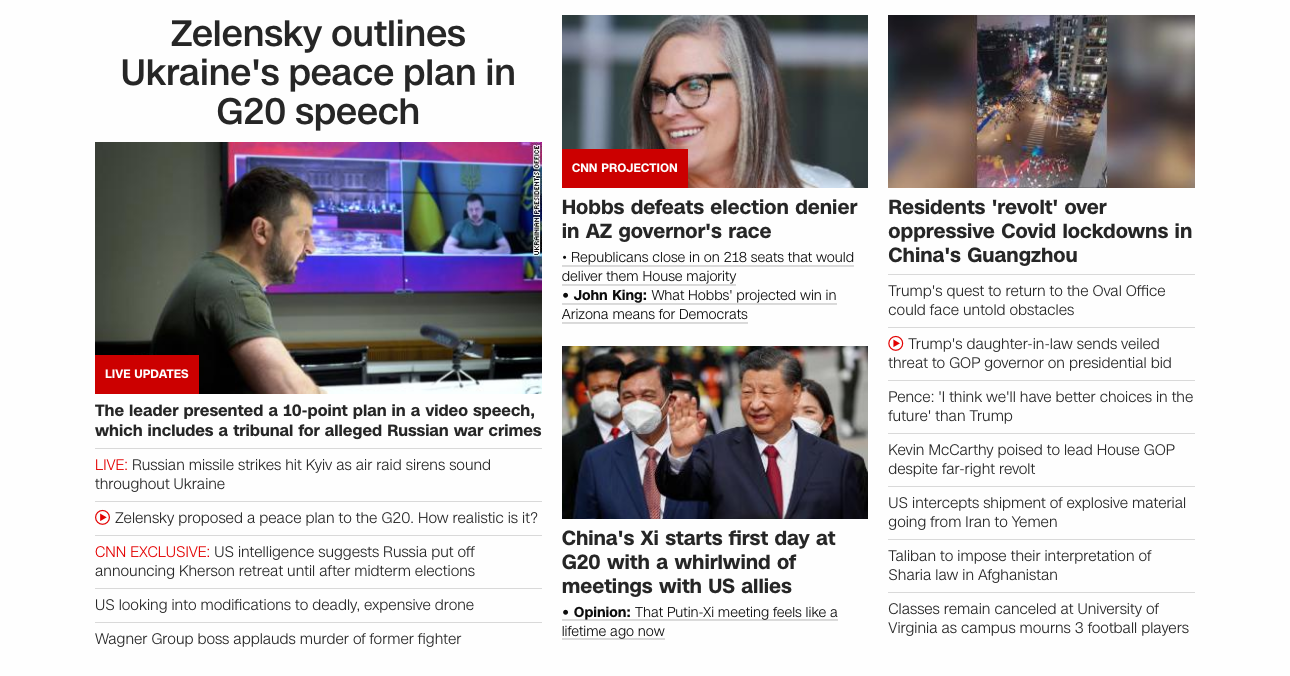 Zelensky outlines
Ukraine's peace plan in
G20 speech
UKRAINIAN PRESIDENT'S OFFICE
LIVE UPDATES
The leader presented a 10-point plan in a video speech,
which includes a tribunal for alleged Russian war crimes
LIVE: Russian missile strikes hit Kyiv as air raid sirens sound
throughout Ukraine
Zelensky proposed a peace plan to the G20. How realistic is it?
CNN EXCLUSIVE: US intelligence suggests Russia put off
announcing Kherson retreat until after midterm elections
US looking into modifications to deadly, expensive drone
Wagner Group boss applauds murder of former fighter
CNN PROJECTION
Hobbs defeats election denier
in AZ governor's race
• Republicans close in on 218 seats that would
deliver them House majority
• John King: What Hobbs' projected win in
Arizona means for Democrats
China's Xi starts first day at
G20 with a whirlwind of
meetings with US allies
• Opinion: That Putin-Xi meeting feels like a
lifetime ago now
Residents 'revolt' over
oppressive Covid lockdowns in
China's Guangzhou
Trump's quest to return to the Oval Office
could face untold obstacles
Trump's daughter-in-law sends veiled
threat to GOP governor on presidential bid
Pence: 'I think we'll have better choices in the
future' than Trump
Kevin McCarthy poised to lead House GOP
despite far-right revolt
US intercepts shipment of explosive material
going from Iran to Yemen
Taliban to impose their interpretation of
Sharia law in Afghanistan
Classes remain canceled at University of
Virginia as campus mourns 3 football players